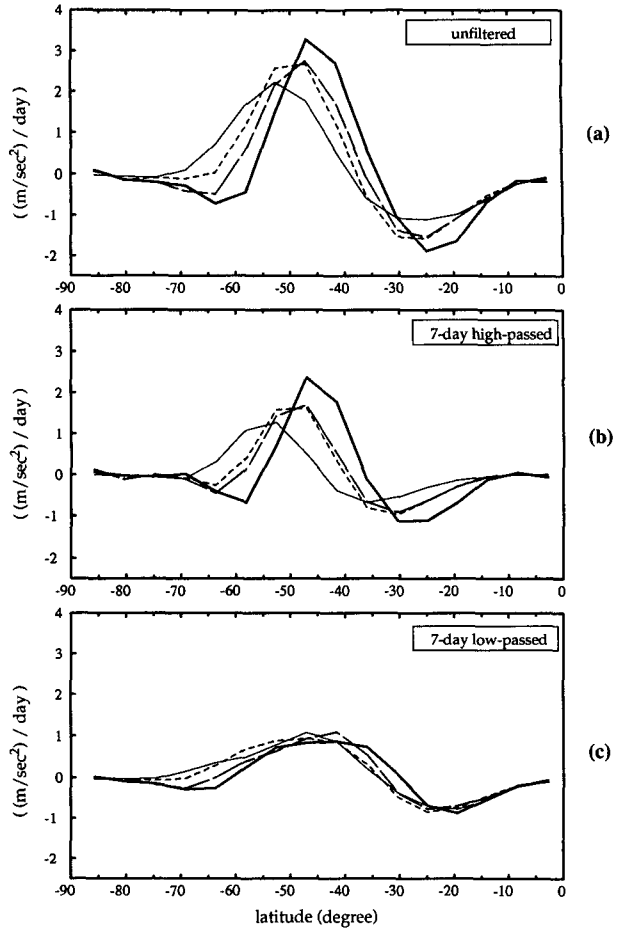 unfiltered
4
3
2
1
0
-1
-2
((m/sec²) / day)
-90 -80 -70 -60 -50 -40 -30 -20 -10 0
(a)
7-day high-passed
4
3
2
1
0
-1
-2
((m/sec²) / day)
-90 -80 -70 -60 -50 -40 -30 -20 -10 0
(b)
7-day low-passed
4
3
2
1
0
-1
-2
((m/sec²) / day)
-90 -80 -70 -60 -50 -40 -30 -20 -10 0
(c)
latitude (degree)